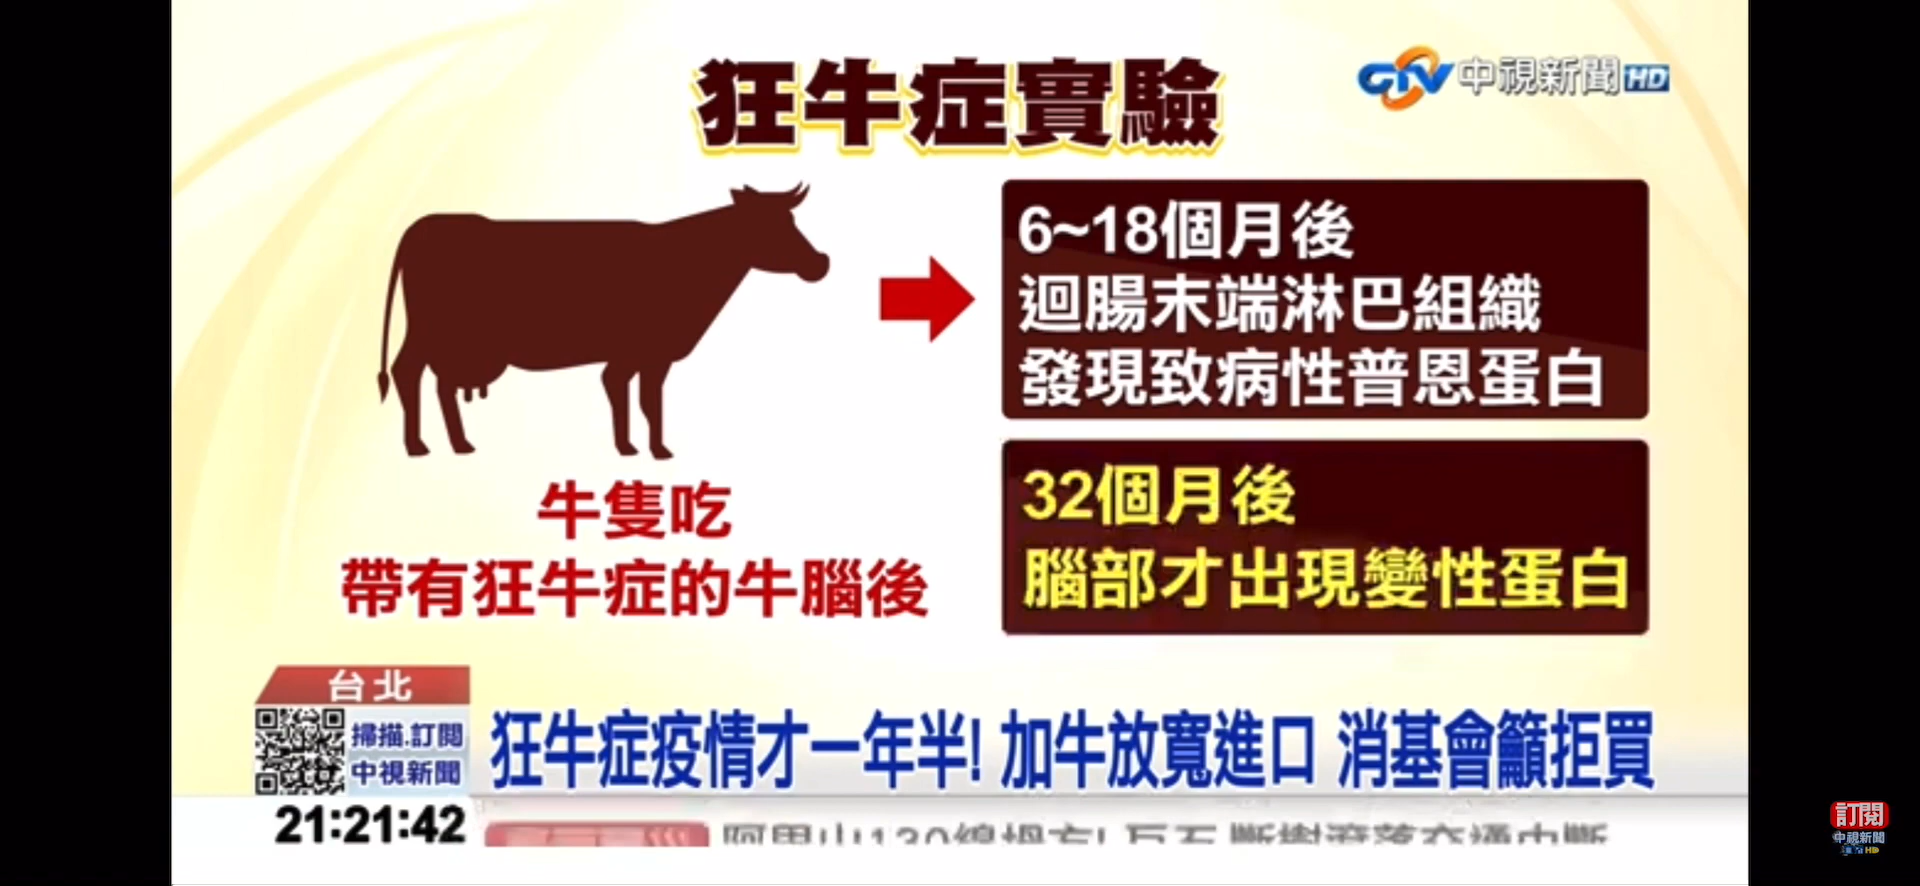 狂牛症實驗
CTV 中視新聞 HD
6~18個月後
迴腸末端淋巴組織
發現致病性普恩蛋白
32個月後
腦部才出現變性蛋白
牛隻吃
帶有狂牛症的牛腦後
台北
掃描.訂閱
中視新聞
狂牛症疫情才一年半! 加牛放寬進口 消基會籲拒買
21:21:42
訂閱
中視新聞
HD